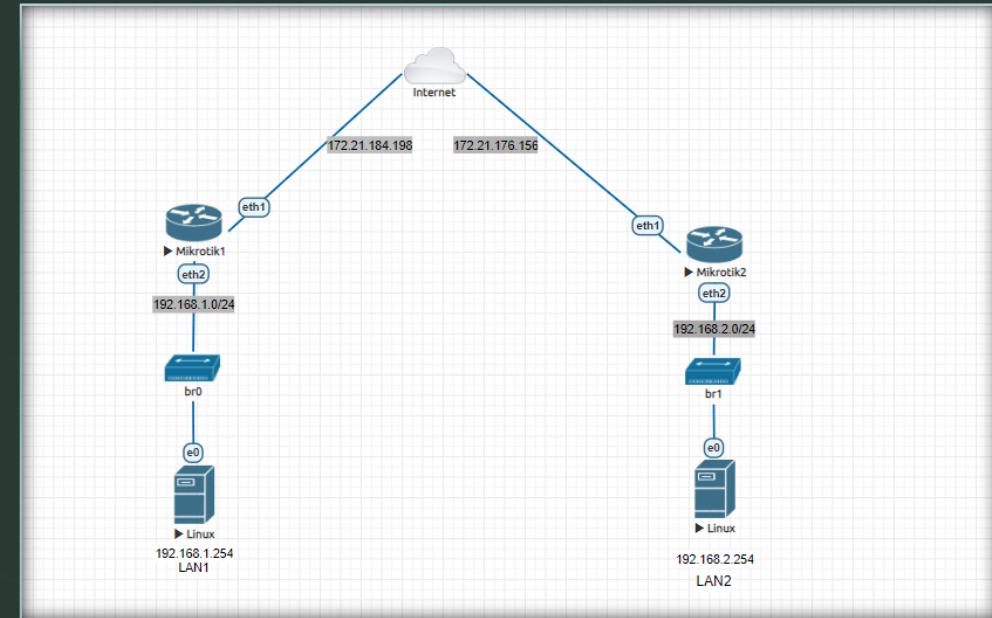 Internet
172.21.184.198
172.21.176.156
eth1
eth1
Mikrotik1
Mikrotik2
eth2
eth2
192.168.1.0/24
192.168.2.0/24
br0
br1
e0
e0
Linux
Linux
192.168.1.254
192.168.2.254
LAN1
LAN2